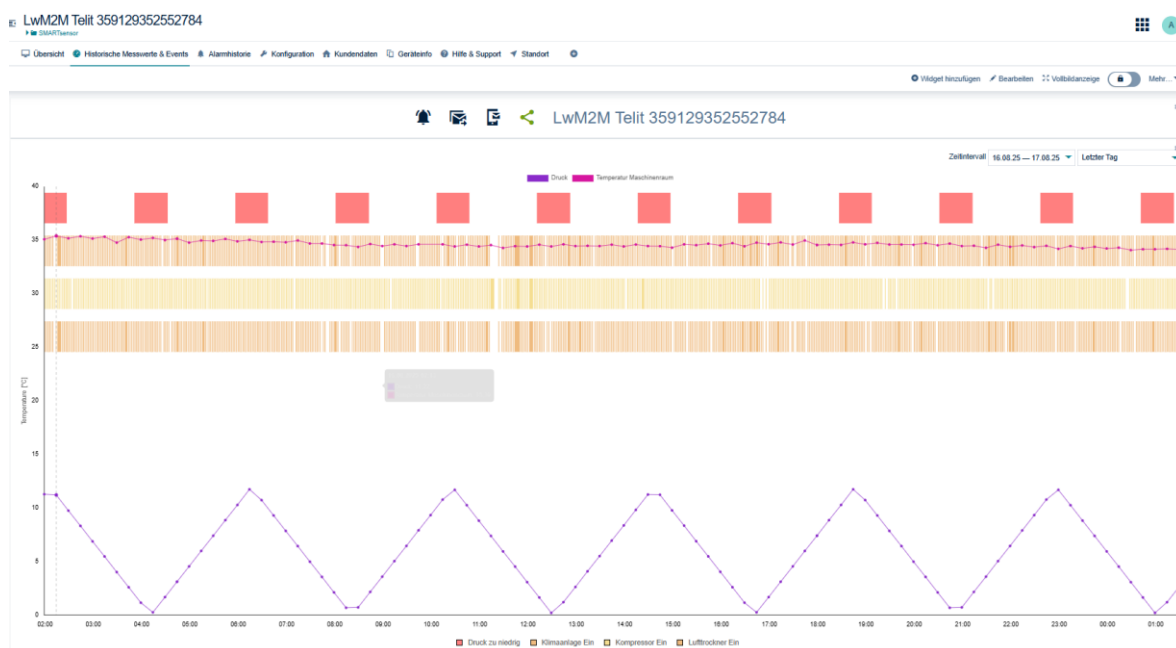 LwM2M Telit 359129352552784
SMARTsensor
A
Übersicht Historische Messwerte & Events Alarmhistorie Konfiguration Kundendaten Geräteinfo Hilfe & Support Standort
Widget hinzufügen Bearbeiten Vollbildanzeige Mehr...
LwM2M Telit 359129352552784
Zeitintervall 16.08.25 — 17.08.25 Letzter Tag
Druck Temperatur Maschinenraum
40
35
30
25
20
15
10
5
0
Temperature [°C]
02:00 03:00 04:00 05:00 06:00 07:00 08:00 09:00 10:00 11:00 12:00 13:00 14:00 15:00 16:00 17:00 18:00 19:00 20:00 21:00 22:00 23:00 00:00 01:00
Druck zu niedrig Klimaanlage Ein Kompressor Ein Lufttrockner Ein